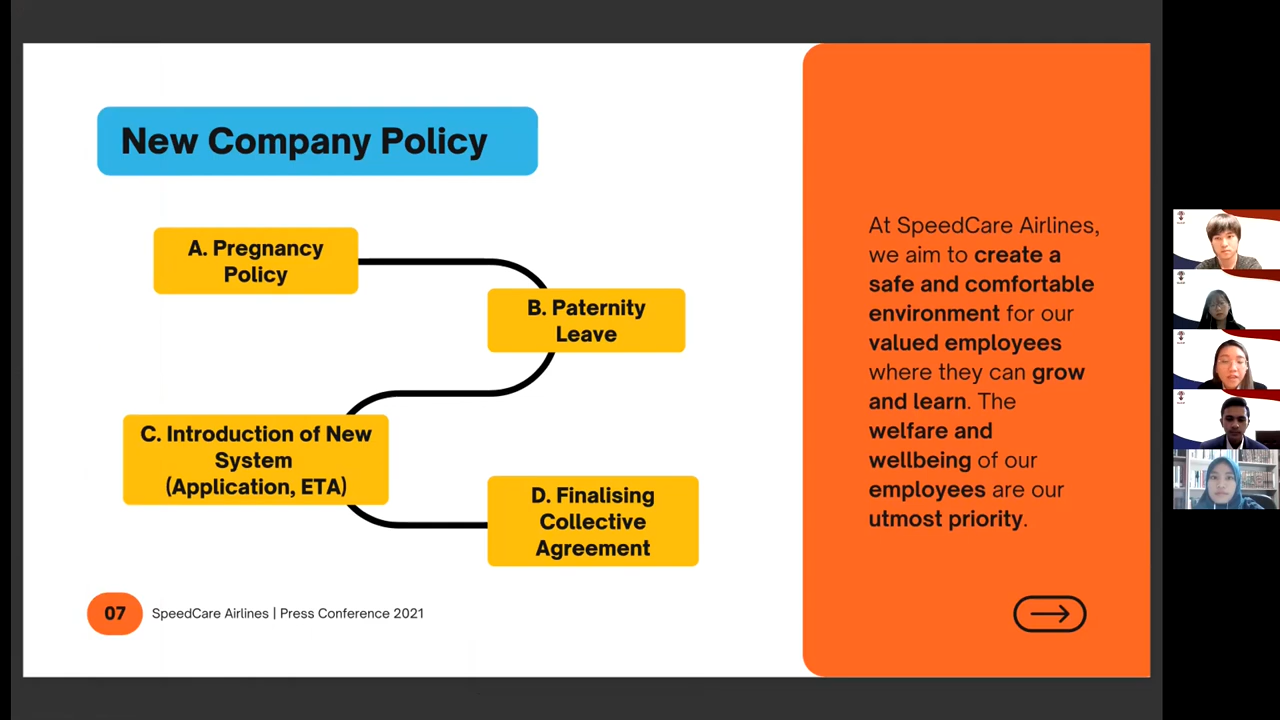 New Company Policy
A. Pregnancy
Policy
B. Paternity
Leave
C. Introduction of New
System
(Application, ETA)
D. Finalising
Collective
Agreement
07
SpeedCare Airlines | Press Conference 2021
At SpeedCare Airlines,
we aim to create a
safe and comfortable
environment for our
valued employees
where they can grow
and learn. The
welfare and
wellbeing of our
employees are our
utmost priority.